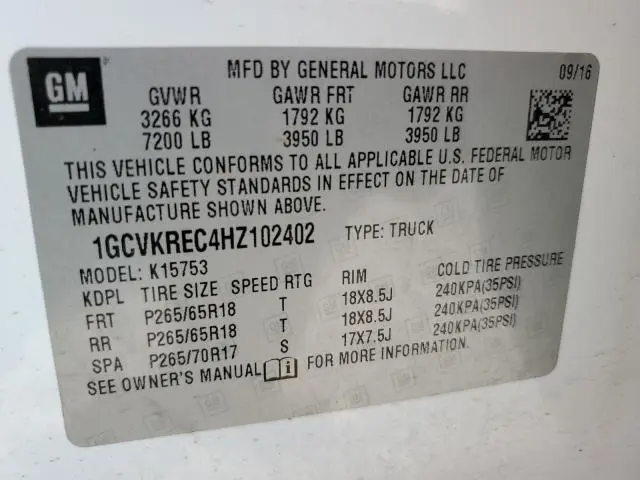 GM
MFD BY GENERAL MOTORS LLC 09/16
GVWR GAWR FRT GAWR RR
3266 KG 1792 KG 1792 KG
7200 LB 3950 LB 3950 LB
THIS VEHICLE CONFORMS TO ALL APPLICABLE U.S. FEDERAL MOTOR
VEHICLE SAFETY STANDARDS IN EFFECT ON THE DATE OF
MANUFACTURE SHOWN ABOVE.
1GCVKREC4HZ102402 TYPE: TRUCK
MODEL: K15753
KDPL TIRE SIZE SPEED RTG RIM COLD TIRE PRESSURE
FRT P265/65R18 T 18X8.5J 240KPA(35PSI)
RR P265/65R18 T 18X8.5J 240KPA(35PSI)
SPA P265/70R17 S 17X7.5J 240KPA(35PSI)
SEE OWNER'S MANUAL i FOR MORE INFORMATION.